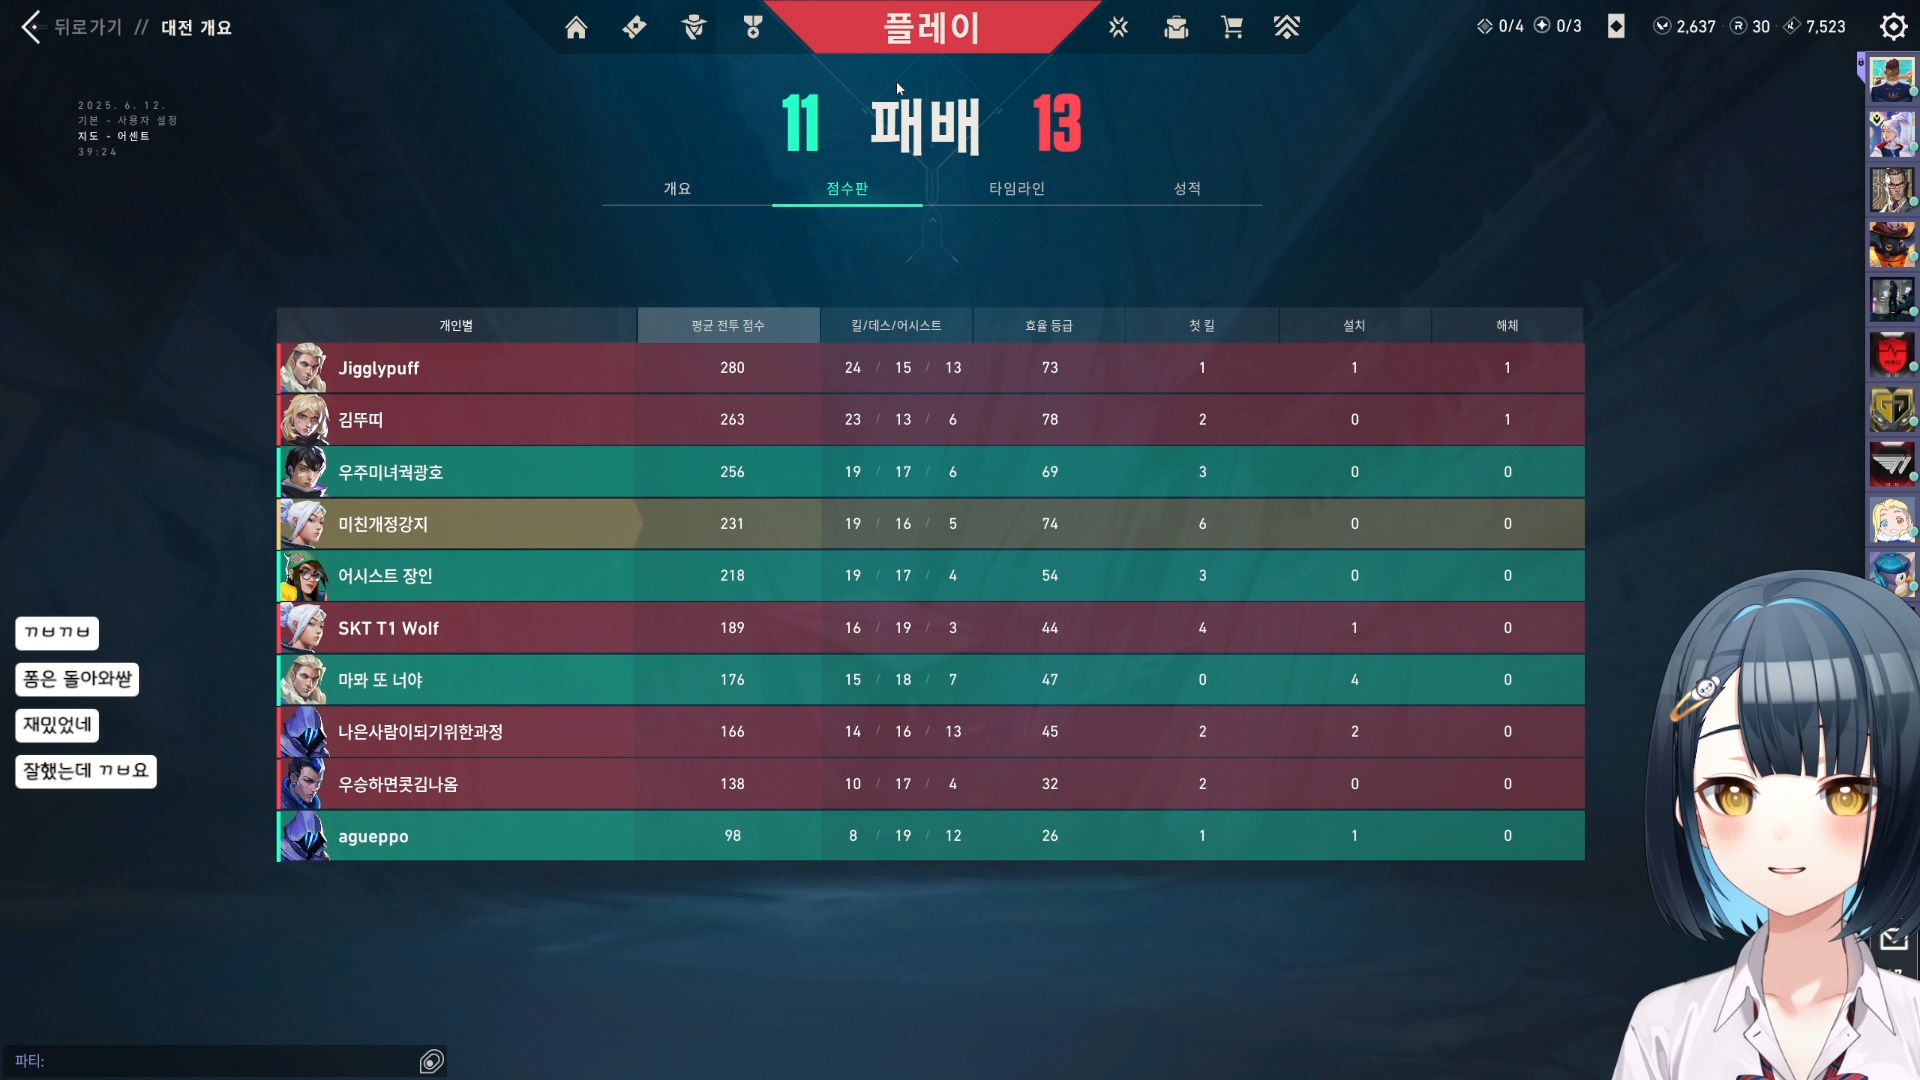 뒤로가기 // 대전 개요
플레이
0/4 0/3 2,637 30 7,523
2025. 6. 12.
기본 - 사용자 설정
지도 - 어센트
39:24
11 패배 13
개요 점수판 타임라인 성적
개인별 평균 전투 점수 킬/데스/어시스트 효율 등급 첫 킬 설치 해체
Jigglypuff 280 24 / 15 / 13 73 1 1 1
김뚜띠 263 23 / 13 / 6 78 2 0 1
우주미녀궉광호 256 19 / 17 / 6 69 3 0 0
미친개정강지 231 19 / 16 / 5 74 6 0 0
어시스트 장인 218 19 / 17 / 4 54 3 0 0
SKT T1 Wolf 189 16 / 19 / 3 44 4 1 0
마봐 또 너야 176 15 / 18 / 7 47 0 4 0
나은사람이되기위한과정 166 14 / 16 / 13 45 2 2 0
우승하면콧김나옴 138 10 / 17 / 4 32 2 0 0
agueppo 98 8 / 19 / 12 26 1 1 0
ㄲㅂㄲㅂ
폼은 돌아와싿
재밌었네
잘했는데 ㄲㅂ요
파티: